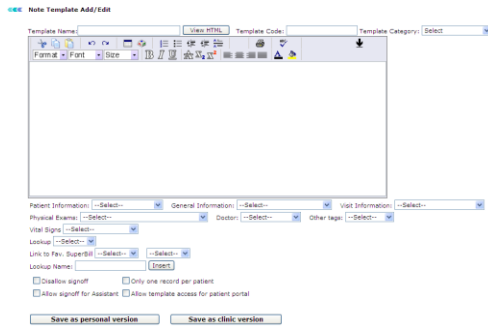 Note Template Add/Edit
Template Name: View HTML Template Code: Template Category: Select
Format Font Size B I U abc X₂ X² A
Patient Information: --Select-- General Information: --Select-- Visit Information: --Select--
Physical Exams: --Select-- Doctor: --Select-- Other tags: --Select--
Vital Signs --Select--
Lookup --Select--
Link to Fav. SuperBill --Select-- --Select--
Lookup Name: Insert
Disallow signoff Only one record per patient
Allow signoff for Assistant Allow template access for patient portal
Save as personal version Save as clinic version